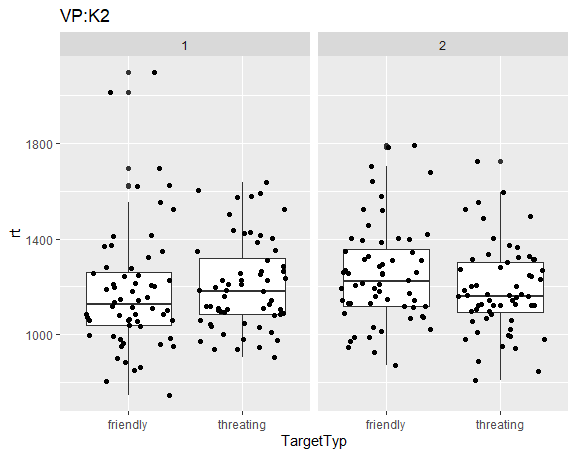 VP:K2
1
2
rt
1800
1400
1000
friendly
threating
friendly
threating
TargetTyp